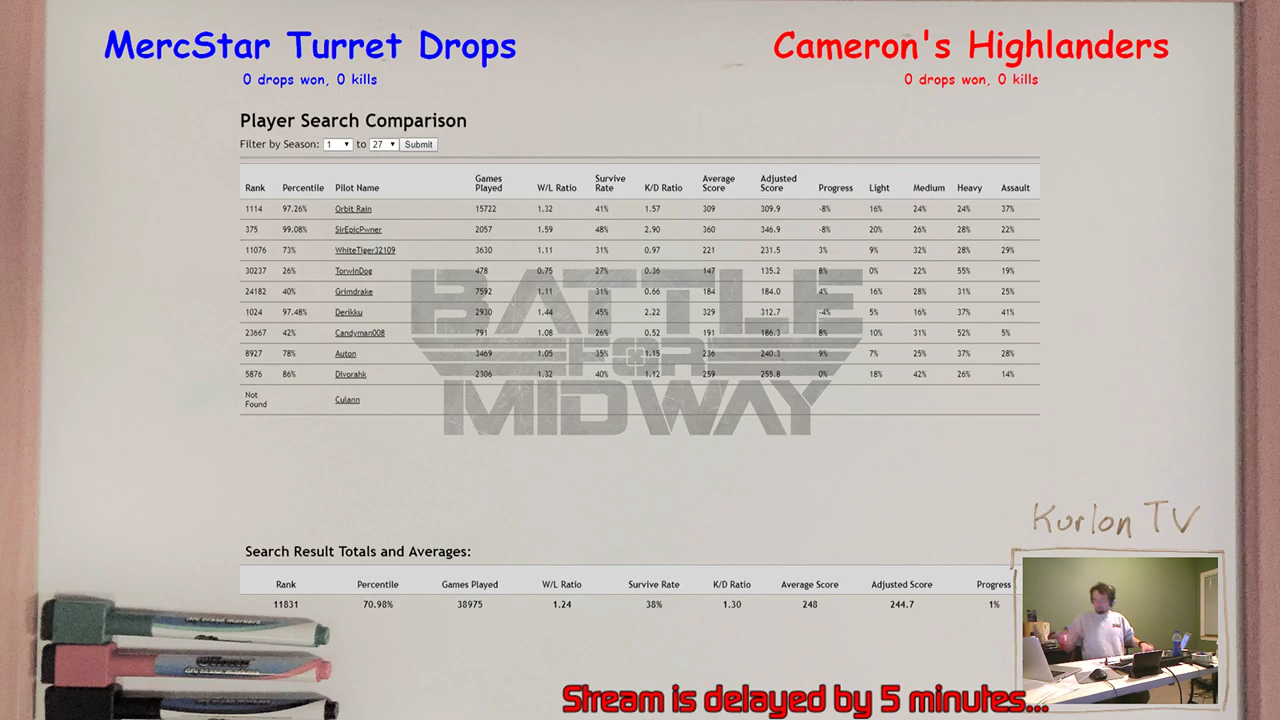 MercStar Turret Drops
0 drops won, 0 kills
Cameron's Highlanders
0 drops won, 0 kills
Player Search Comparison
Filter by Season: 1 to 27 Submit
Rank Percentile Pilot Name Games Played W/L Ratio Survive Rate K/D Ratio Average Score Adjusted Score Progress Light Medium Heavy Assault
1114 97.26% Orbit Rain 15722 1.32 41% 1.57 309 309.9 -8% 16% 24% 24% 37%
375 99.08% SirEpicPwner 2057 1.59 48% 2.90 360 346.9 -8% 20% 26% 28% 22%
11076 73% WhiteTiger32109 3630 1.11 31% 0.97 221 231.5 3% 9% 32% 28% 29%
30237 26% TorwinDog 478 0.75 27% 0.36 147 135.2 8% 0% 22% 55% 19%
24182 40% Grimdrake 7592 1.11 31% 0.66 184 184.0 4% 16% 28% 31% 25%
1024 97.48% Derikku 2930 1.44 45% 2.22 329 312.7 -4% 5% 16% 37% 41%
23667 42% Candyman008 791 1.08 26% 0.52 191 186.3 8% 10% 31% 52% 5%
8927 78% Auton 3469 1.05 35% 1.15 236 240.3 9% 7% 25% 37% 28%
5876 86% Divorahk 2306 1.32 40% 1.12 259 255.8 0% 18% 42% 26% 14%
Not Found Culann
BATTLE
FOR
MIDWAY
Kurlon TV
Search Result Totals and Averages:
Rank Percentile Games Played W/L Ratio Survive Rate K/D Ratio Average Score Adjusted Score Progress
11831 70.98% 38975 1.24 38% 1.30 248 244.7 1%
Stream is delayed by 5 minutes...